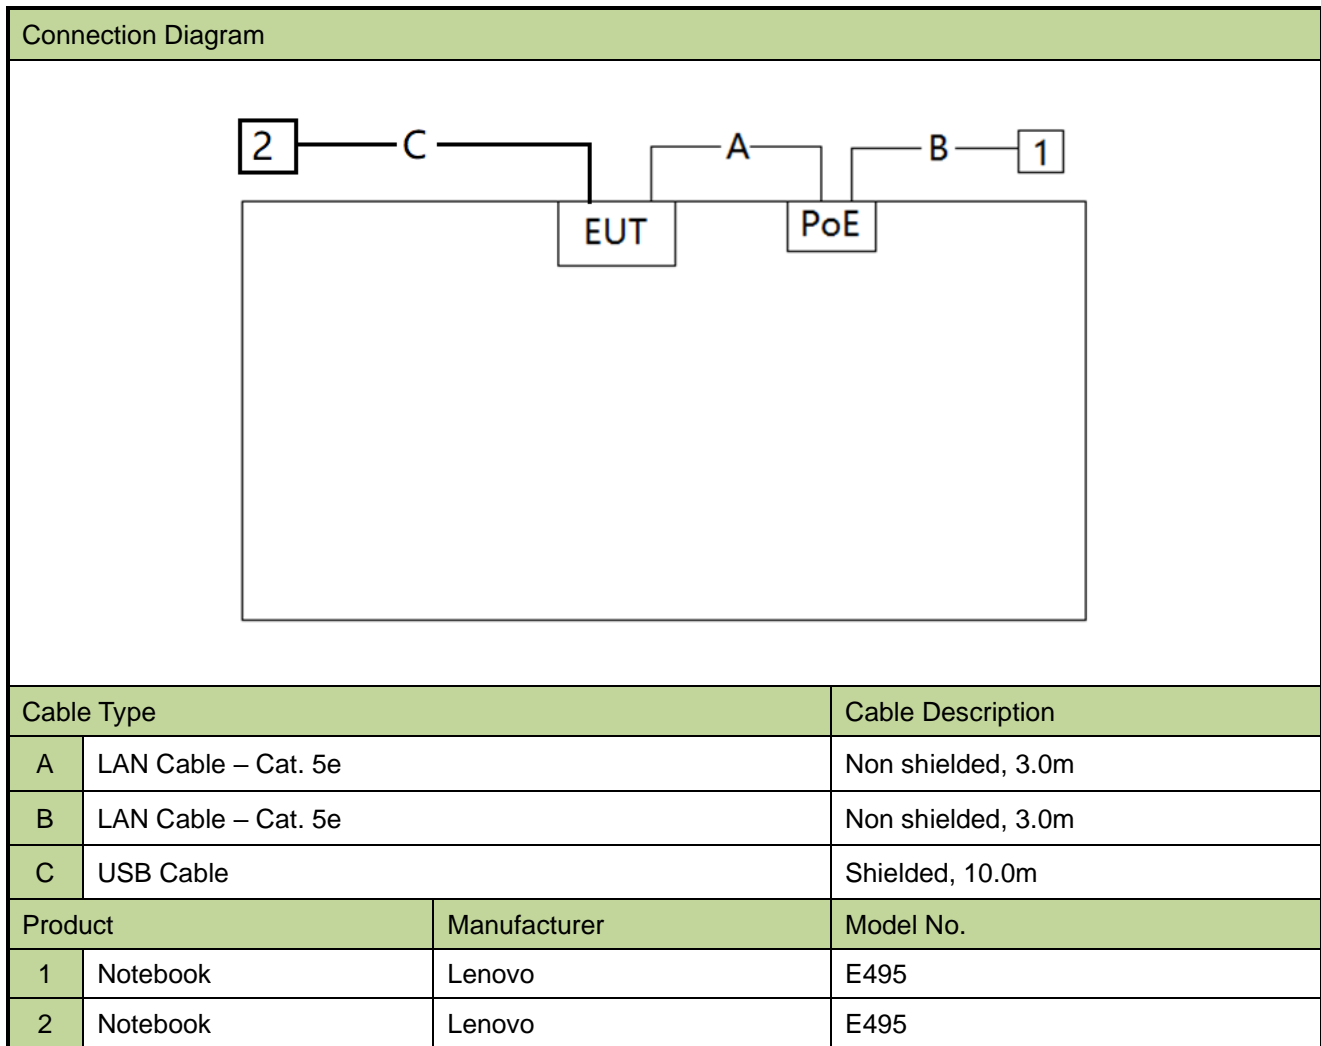 Connection Diagram
2 C A B 1
EUT PoE
Cable Type Cable Description
A LAN Cable – Cat. 5e Non shielded, 3.0m
B LAN Cable – Cat. 5e Non shielded, 3.0m
C USB Cable Shielded, 10.0m
Product Manufacturer Model No.
1 Notebook Lenovo E495
2 Notebook Lenovo E495